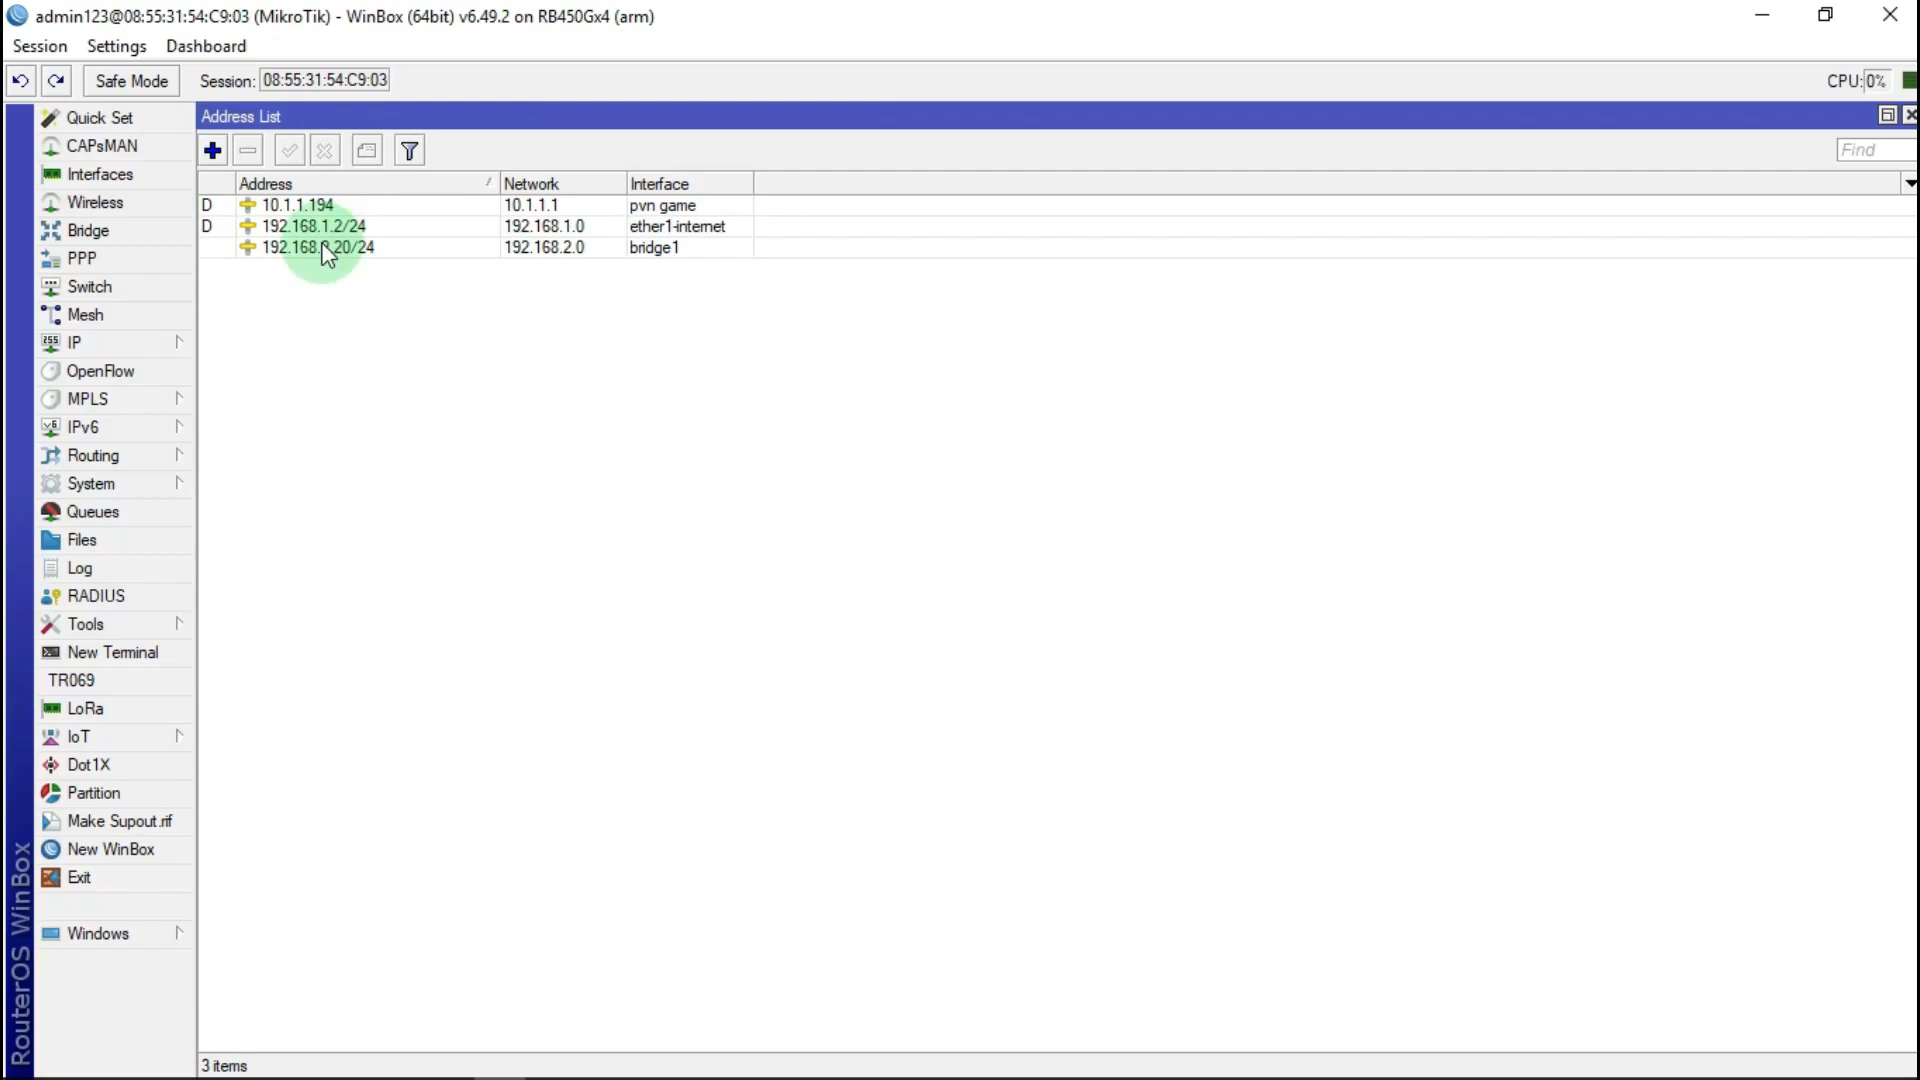 admin123@08:55:31:54:C9:03 (MikroTik) - WinBox (64bit) v6.49.2 on RB450Gx4 (arm)
Session Settings Dashboard
Safe Mode Session: 08:55:31:54:C9:03 CPU: 0%
Quick Set
CAPsMAN
Interfaces
Wireless
Bridge
PPP
Switch
Mesh
IP
OpenFlow
MPLS
IPv6
Routing
System
Queues
Files
Log
RADIUS
Tools
New Terminal
TR069
LoRa
IoT
Dot1X
Partition
Make Supout.rif
New WinBox
Exit
Windows
RouterOS WinBox
Address List
Find
Address Network Interface
D 10.1.1.194 10.1.1.1 pvn game
D 192.168.1.2/24 192.168.1.0 ether1-internet
192.168.2.0 bridge1
3 items